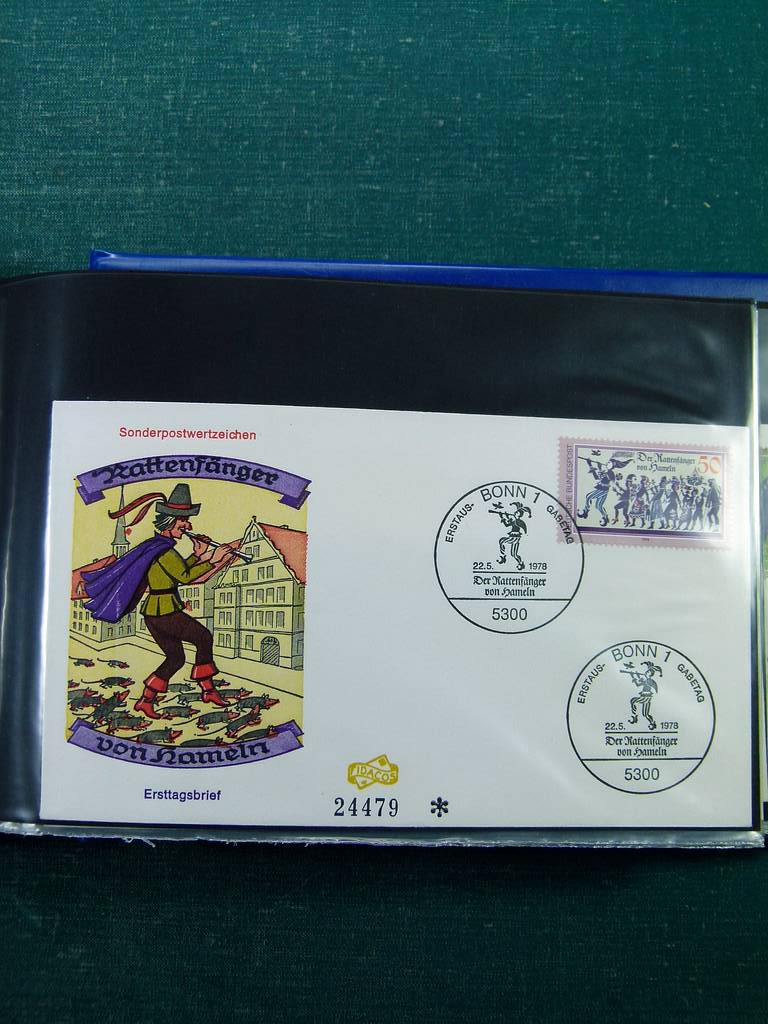 Sonderpostwertzeichen
Rattenfänger
von Hameln
Ersttagsbrief
FIDACOS
24479 *
DEUTSCHE BUNDESPOST
Der Rattenfänger
von Hameln
50
ERSTAUS- BONN 1 GABETAG
22.5. 1978
Der Rattenfänger
von Hameln
5300
ERSTAUS- BONN 1 GABETAG
22.5. 1978
Der Rattenfänger
von Hameln
5300